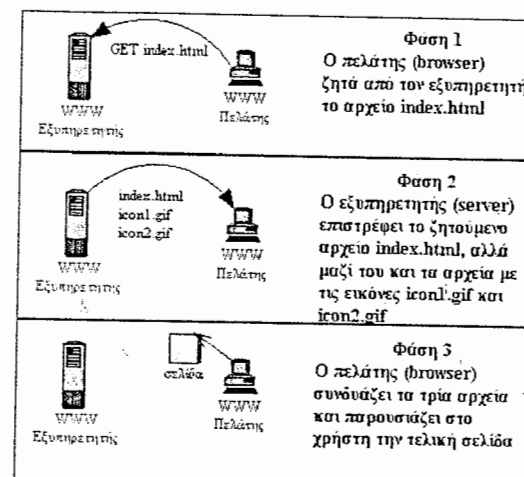 GET index.html
WWW
Εξυπηρετητής
WWW
Πελάτης
Φαση 1
Ο πελάτης (browser)
ζητά από τον εξυπηρετητή
το αρχείο index.html
index.html
icon1.gif
icon2.gif
WWW
Εξυπηρετητης
WWW
Πελάτης
Φαση 2
Ο εξυπηρετητής (server)
επιστρέφει το ζητούμενο
αρχείο index.html, αλλά
μαζί του και τα αρχεία με
τις εικόνες icon1.gif και
icon2.gif
σελίδα
WWW
Εξυπηρετητής
WWW
Πελάτης
Φάση 3
Ο πελάτης (browser)
συνδυάζει τα τρία αρχεία
και παρουσιάζει στο
χρήστη την τελική σελίδα